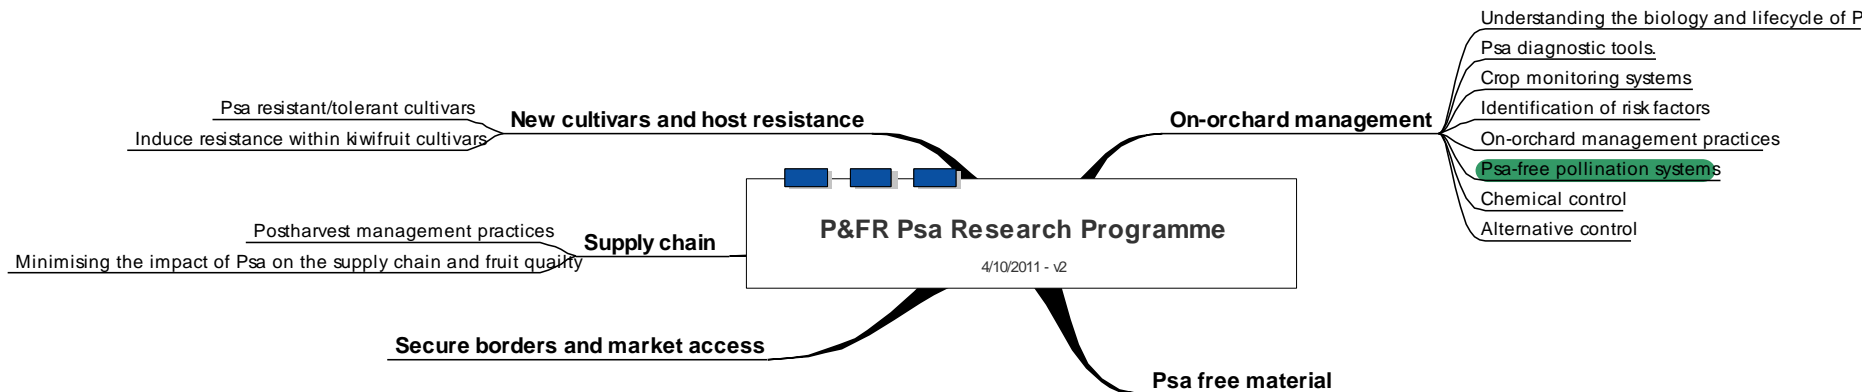 Psa resistant/tolerant cultivars
Induce resistance within kiwifruit cultivars
New cultivars and host resistance
Postharvest management practices
Minimising the impact of Psa on the supply chain and fruit quailty
Supply chain
Secure borders and market access
P&FR Psa Research Programme
4/10/2011 - v2
On-orchard management
Understanding the biology and lifecycle of P
Psa diagnostic tools.
Crop monitoring systems
Identification of risk factors
On-orchard management practices
Psa-free pollination systems
Chemical control
Alternative control
Psa free material